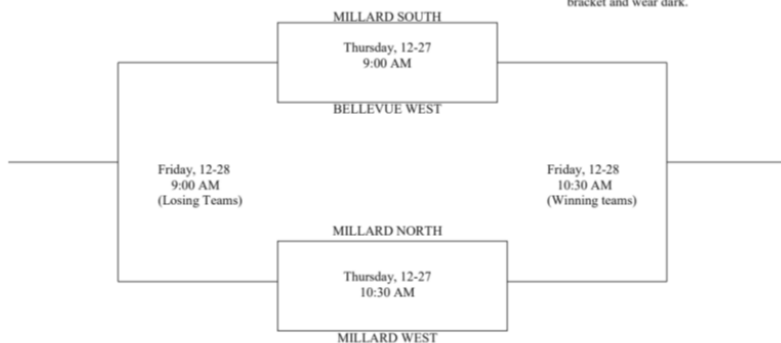 bracket and wear dark.
MILLARD SOUTH
Thursday, 12-27
9:00 AM
BELLEVUE WEST
Friday, 12-28
9:00 AM
(Losing Teams)
Friday, 12-28
10:30 AM
(Winning teams)
MILLARD NORTH
Thursday, 12-27
10:30 AM
MILLARD WEST